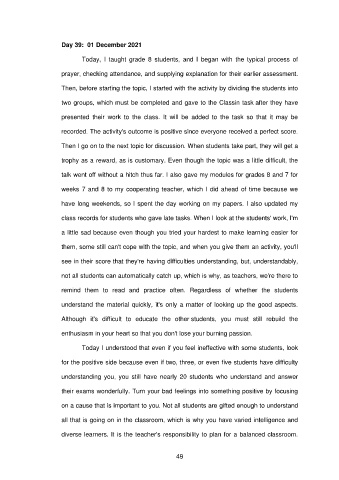 Day 39: 01 December 2021
Today, I taught grade 8 students, and I began with the typical process of
prayer, checking attendance, and supplying explanation for their earlier assessment.
Then, before starting the topic, I started with the activity by dividing the students into
two groups, which must be completed and gave to the Classin task after they have
presented their work to the class. It will be added to the task so that it may be
recorded. The activity's outcome is positive since everyone received a perfect score.
Then I go on to the next topic for discussion. When students take part, they will get a
trophy as a reward, as is customary. Even though the topic was a little difficult, the
talk went off without a hitch thus far. I also gave my modules for grades 8 and 7 for
weeks 7 and 8 to my cooperating teacher, which I did ahead of time because we
have long weekends, so I spent the day working on my papers. I also updated my
class records for students who gave late tasks. When I look at the students' work, I'm
a little sad because even though you tried your hardest to make learning easier for
them, some still can't cope with the topic, and when you give them an activity, you'll
see in their score that they're having difficulties understanding, but, understandably,
not all students can automatically catch up, which is why, as teachers, we're there to
remind them to read and practice often. Regardless of whether the students
understand the material quickly, it's only a matter of looking up the good aspects.
Although it's difficult to educate the other students, you must still rebuild the
enthusiasm in your heart so that you don't lose your burning passion.
Today I understood that even if you feel ineffective with some students, look
for the positive side because even if two, three, or even five students have difficulty
understanding you, you still have nearly 20 students who understand and answer
their exams wonderfully. Turn your bad feelings into something positive by focusing
on a cause that is important to you. Not all students are gifted enough to understand
all that is going on in the classroom, which is why you have varied intelligence and
diverse learners. It is the teacher's responsibility to plan for a balanced classroom.
49